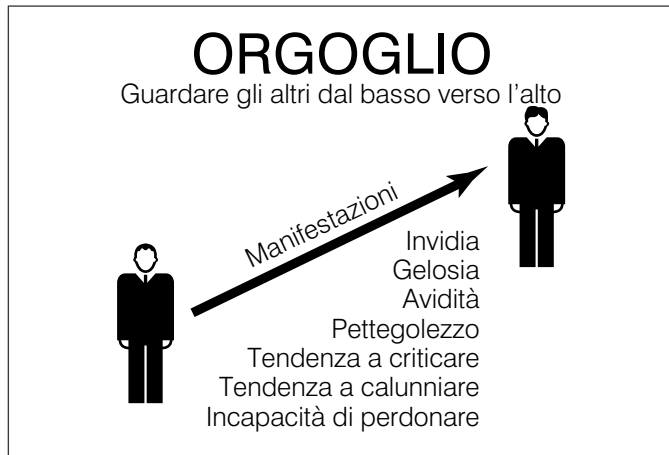 ORGOGLIO
Guardare gli altri dal basso verso l'alto
Manifestazioni
Invidia
Gelosia
Avidità
Pettegolezzo
Tendenza a criticare
Tendenza a calunniare
Incapacità di perdonare